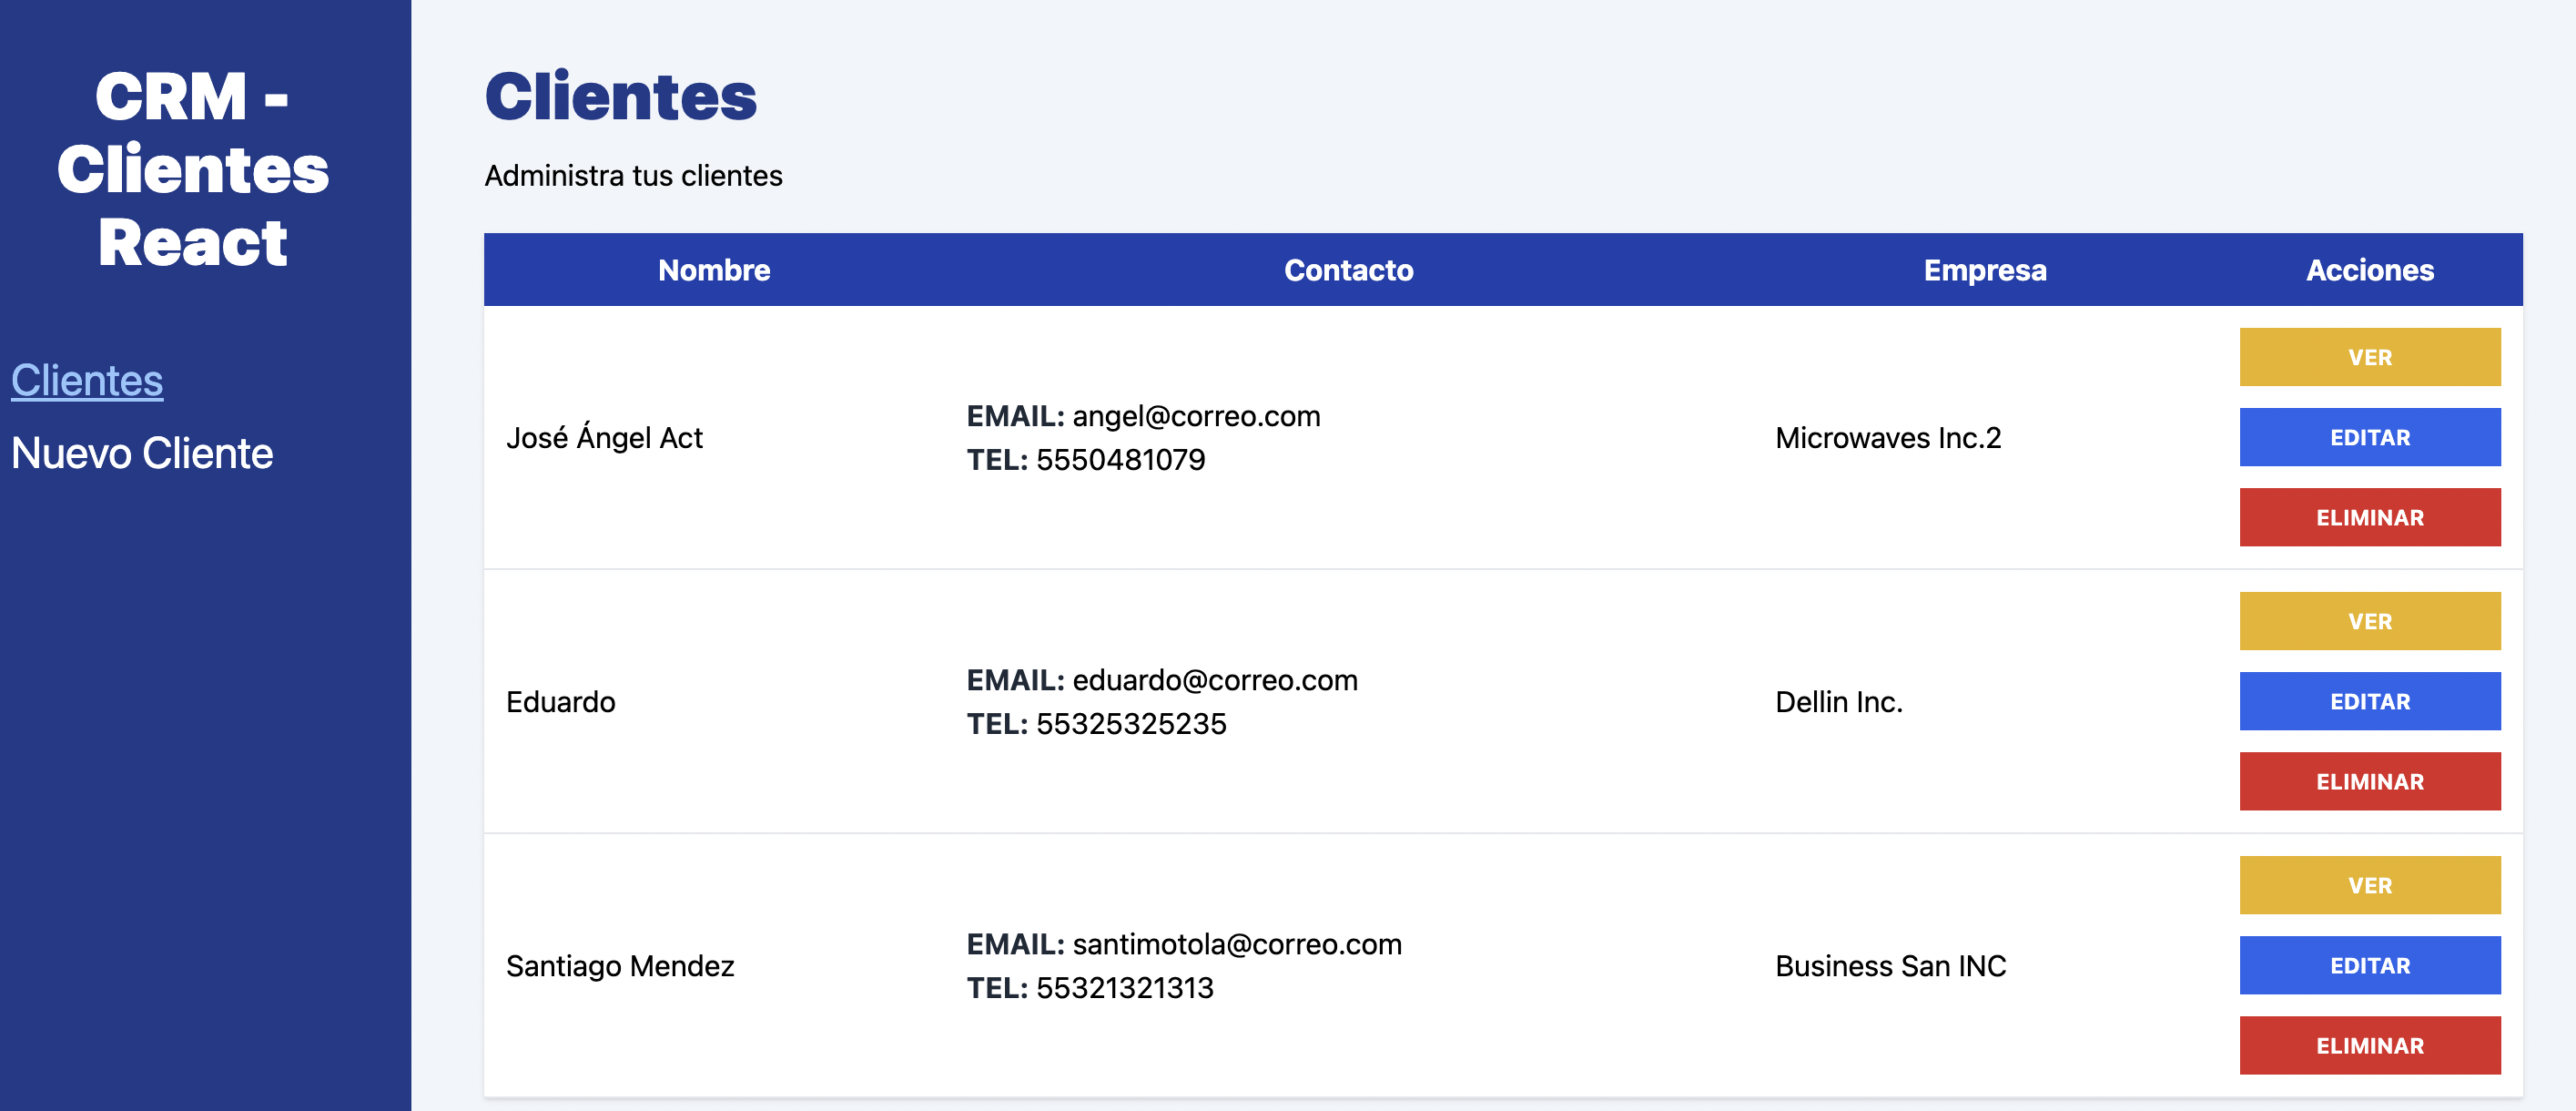 CRM -
Clientes
React
Clientes
Nuevo Cliente
Clientes
Administra tus clientes
Nombre Contacto Empresa Acciones
José Ángel Act
EMAIL: angel@correo.com
TEL: 5550481079
Microwaves Inc.2
VER
EDITAR
ELIMINAR
Eduardo
EMAIL: eduardo@correo.com
TEL: 55325325235
Dellin Inc.
VER
EDITAR
ELIMINAR
Santiago Mendez
EMAIL: santimotola@correo.com
TEL: 55321321313
Business San INC
VER
EDITAR
ELIMINAR